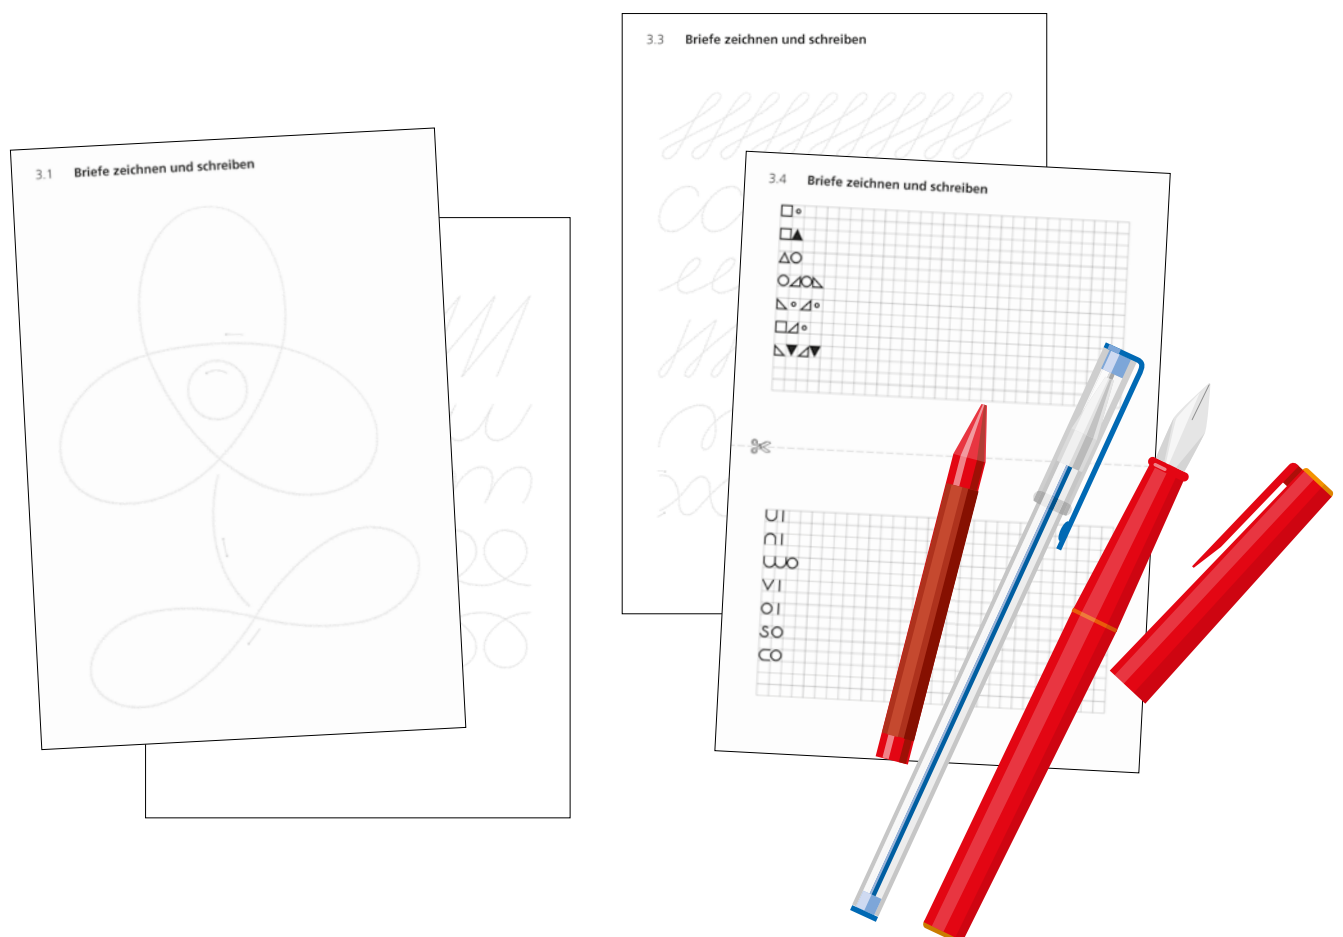 3.1 Briefe zeichnen und schreiben
3.3 Briefe zeichnen und schreiben
3.4 Briefe zeichnen und schreiben